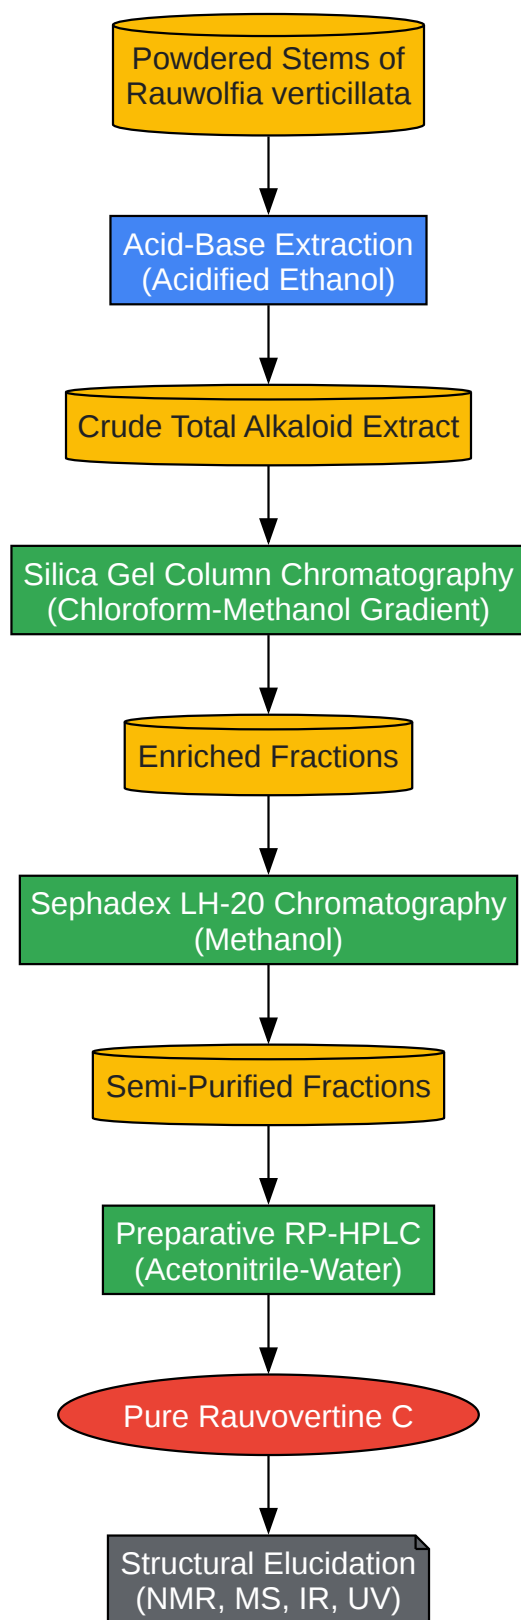 Powdered Stems of
Rauwolfia verticillata
Acid-Base Extraction
(Acidified Ethanol)
Crude Total Alkaloid Extract
Silica Gel Column Chromatography
(Chloroform-Methanol Gradient)
Enriched Fractions
Sephadex LH-20 Chromatography
(Methanol)
Semi-Purified Fractions
Preparative RP-HPLC
(Acetonitrile-Water)
Pure Rauvovertine C
Structural Elucidation
(NMR, MS, IR, UV)